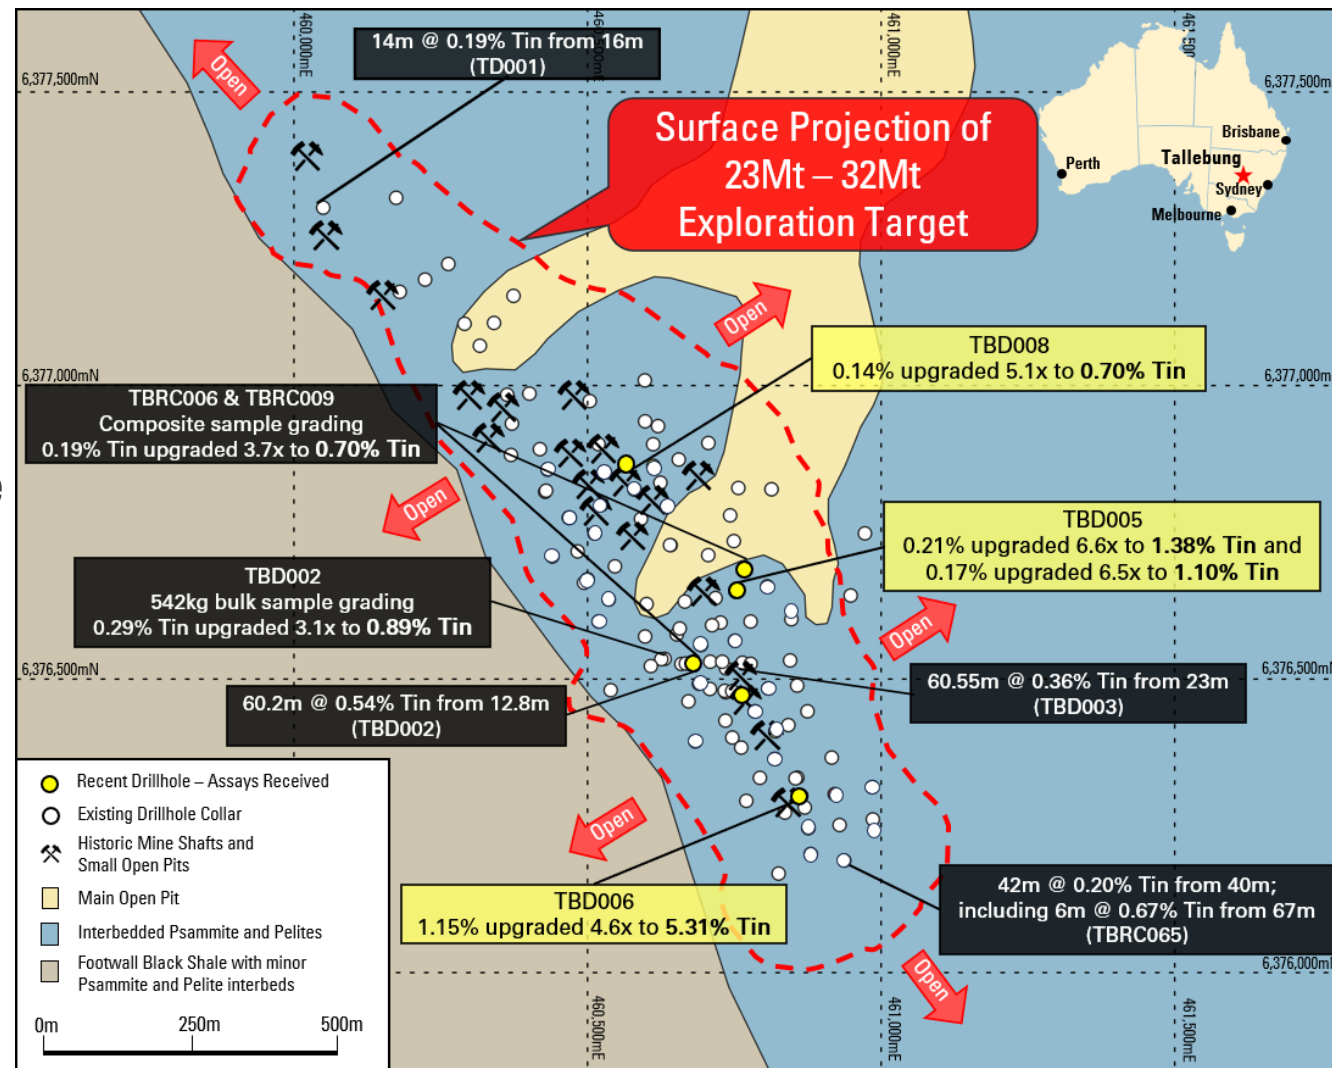 460,000mE
460,500mE
461,000mE
461,500
14m @ 0.19% Tin from 16m
(TD001)
Open
6,377,500mN
6,377,500m
Surface Projection of
23Mt – 32Mt
Exploration Target
Brisbane
Perth
Tallebung
Sydney
Melbourne
Open
TBD008
0.14% upgraded 5.1x to 0.70% Tin
6,377,000mN
6,377,000mN
TBRC006 & TBRC009
Composite sample grading
0.19% Tin upgraded 3.7x to 0.70% Tin
e
Open
TBD005
0.21% upgraded 6.6x to 1.38% Tin and
0.17% upgraded 6.5x to 1.10% Tin
TBD002
542kg bulk sample grading
0.29% Tin upgraded 3.1x to 0.89% Tin
Open
6,376,500mN
6,376,500mN
60.2m @ 0.54% Tin from 12.8m
(TBD002)
60.55m @ 0.36% Tin from 23m
(TBD003)
Open
TBD006
1.15% upgraded 4.6x to 5.31% Tin
42m @ 0.20% Tin from 40m;
including 6m @ 0.67% Tin from 67m
(TBRC065)
6,376,000mN
Open
460,500mE
461,000mE
461,500mE
Recent Drillhole – Assays Received
Existing Drillhole Collar
Historic Mine Shafts and
Small Open Pits
Main Open Pit
Interbedded Psammite and Pelites
Footwall Black Shale with minor
Psammite and Pelite interbeds
0m 250m 500m